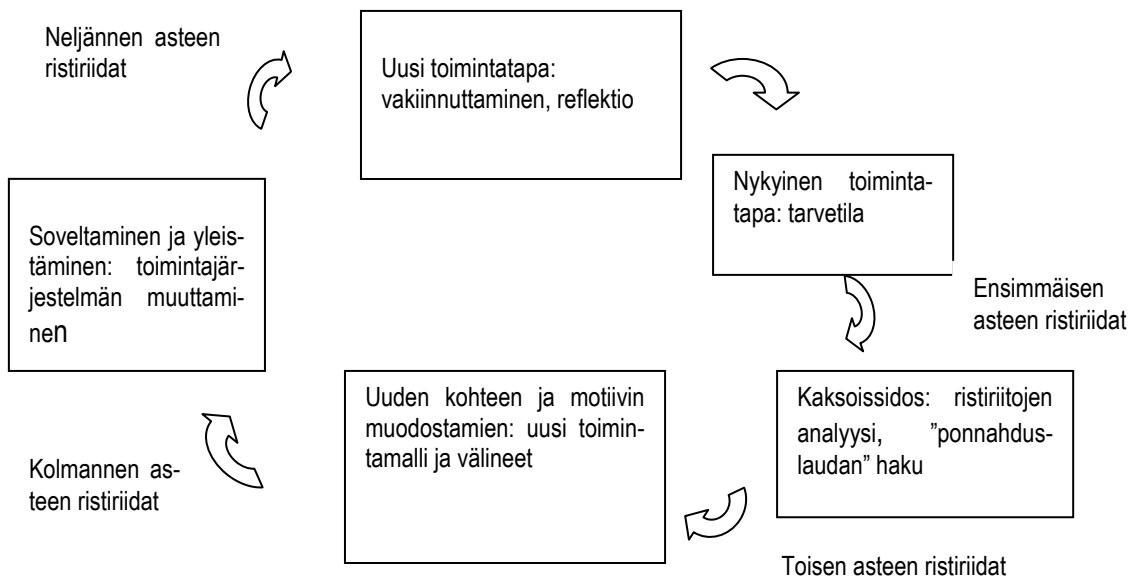 Neljännen asteen
ristiriidat
Uusi toimintatapa:
vakiinnuttaminen, reflektio
Nykyinen toiminta-
tapa: tarvetila
Ensimmäisen
asteen ristiriidat
Kaksoissidos: ristiriitojen
analyysi, ”ponnahdus-
laudan” haku
Toisen asteen ristiriidat
Uuden kohteen ja motiivin
muodostamien: uusi toimin-
tamalli ja välineet
Kolmannen as-
teen ristiriidat
Soveltaminen ja yleis-
täminen: toimintajär-
jestelmän muuttami-
nen